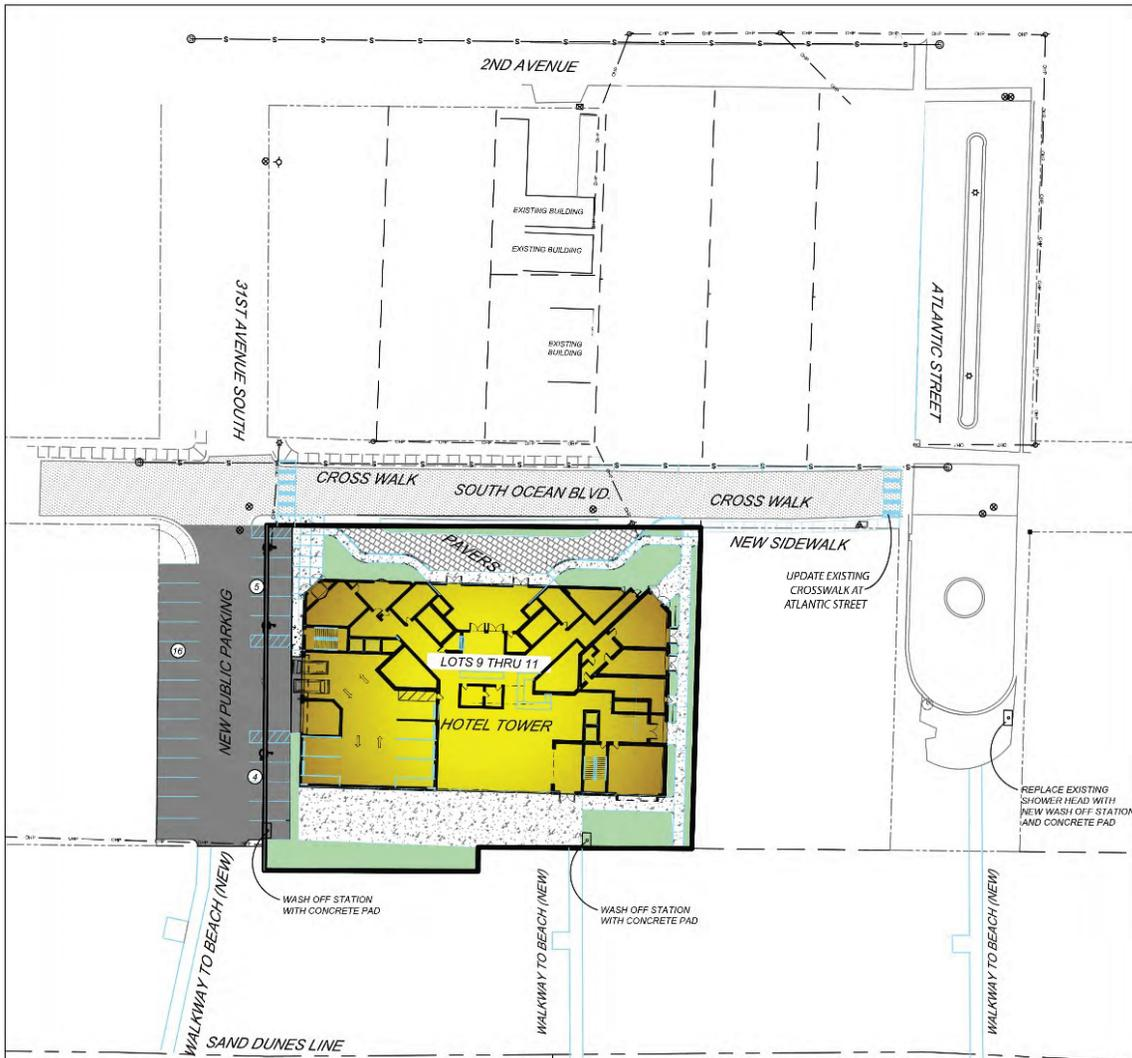 2ND AVENUE
EXISTING BUILDING
EXISTING BUILDING
EXISTING
BUILDING
31ST AVENUE SOUTH
ATLANTIC STREET
CROSS WALK
SOUTH OCEAN BLVD.
CROSS WALK
PAVERS
NEW SIDEWALK
UPDATE EXISTING
CROSSWALK AT
ATLANTIC STREET
5
16
NEW PUBLIC PARKING
4
LOTS 9 THRU 11
HOTEL TOWER
REPLACE EXISTING
SHOWER HEAD WITH
NEW WASH OFF STATION
AND CONCRETE PAD
WASH OFF STATION
WITH CONCRETE PAD
WASH OFF STATION
WITH CONCRETE PAD
WALKWAY TO BEACH (NEW)
WALKWAY TO BEACH (NEW)
WALKWAY TO BEACH (NEW)
SAND DUNES LINE